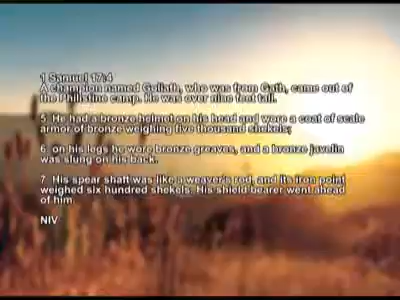 1 Samuel 17:4
A champion named Goliath, who was from Gath, came out of
the Philistine camp. He was over nine feet tall.
5 He had a bronze helmet on his head and wore a coat of scale
armor of bronze weighing five thousand shekels;
6 on his legs he wore bronze greaves, and a bronze javelin
was slung on his back.
7 His spear shaft was like a weaver's rod, and its iron point
weighed six hundred shekels. His shield bearer went ahead
of him
NIV